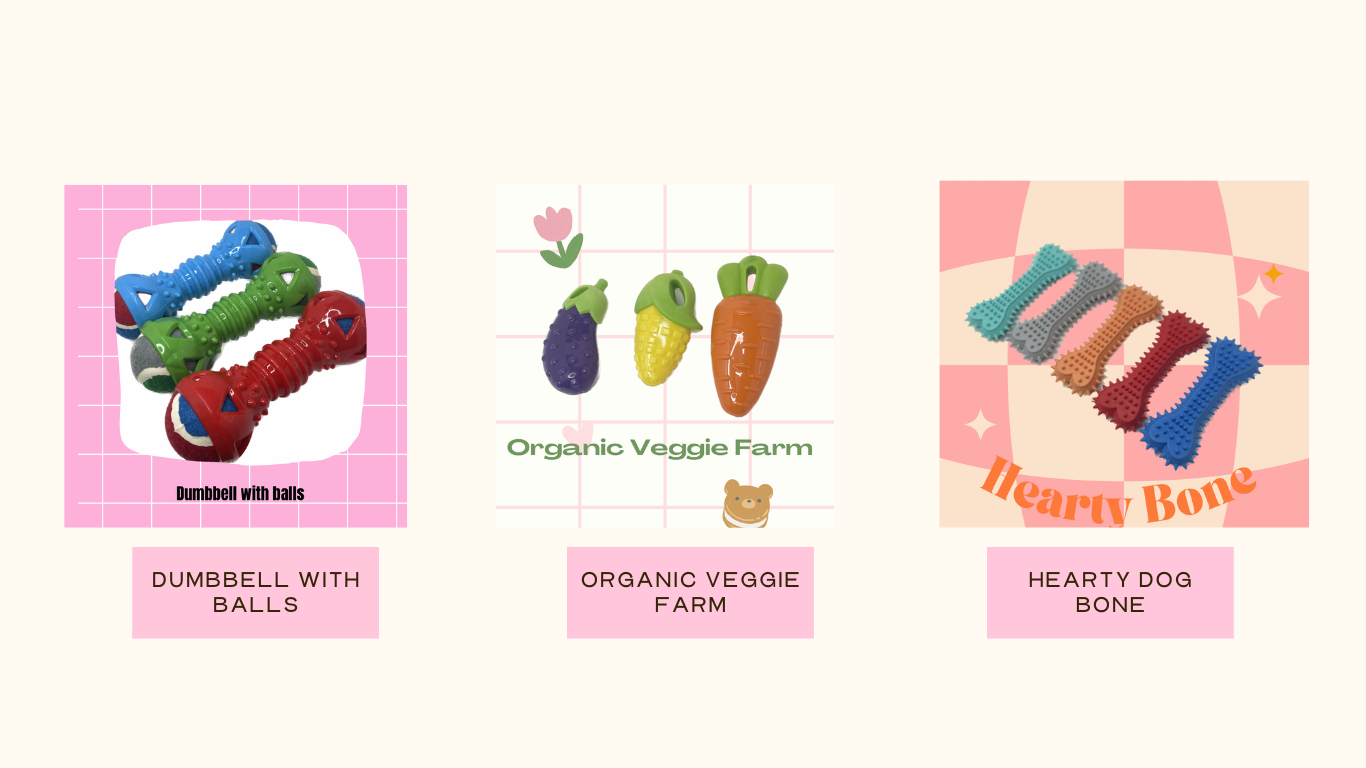 Dumbbell with balls
Organic Veggie Farm
Hearty Bone
DUMBBELL WITH
BALLS
ORGANIC VEGGIE
FARM
HEARTY DOG
BONE